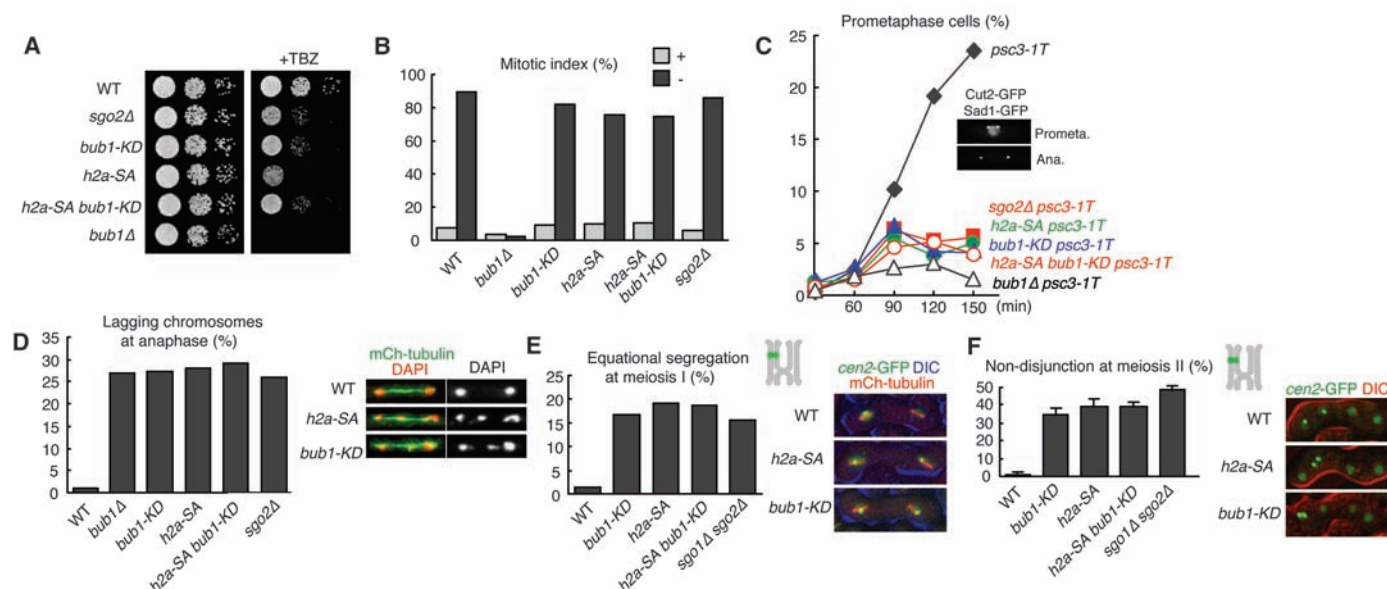 A
+TBZ
WT
sgo2Δ
bub1-KD
h2a-SA
h2a-SA bub1-KD
bub1Δ
B
Mitotic index (%)
+
-
100
80
60
40
20
0
WT
bub1Δ
bub1-KD
h2a-SA
h2a-SA
bub1-KD
sgo2Δ
C
Prometaphase cells (%)
25
20
15
10
5
0
60
90
120
150
(min)
psc3-1T
Cut2-GFP
Sad1-GFP
Prometa.
Ana.
sgo2Δ psc3-1T
h2a-SA psc3-1T
bub1-KD psc3-1T
h2a-SA bub1-KD psc3-1T
bub1Δ psc3-1T
D
Lagging chromosomes
at anaphase (%)
35
30
25
20
15
10
5
0
WT
bub1Δ
bub1-KD
h2a-SA
h2a-SA bub1-KD
sgo2Δ
mCh-tubulin
DAPI
DAPI
WT
h2a-SA
bub1-KD
E
Equational segregation
at meiosis I (%)
25
20
15
10
5
0
WT
bub1-KD
h2a-SA
h2a-SA bub1-KD
sgo1Δ sgo2Δ
cen2-GFP DIC
mCh-tubulin
WT
h2a-SA
bub1-KD
F
Non-disjunction at meiosis II (%)
50
40
30
20
10
0
WT
bub1-KD
h2a-SA
h2a-SA bub1-KD
sgo1Δ sgo2Δ
cen2-GFP DIC
WT
h2a-SA
bub1-KD